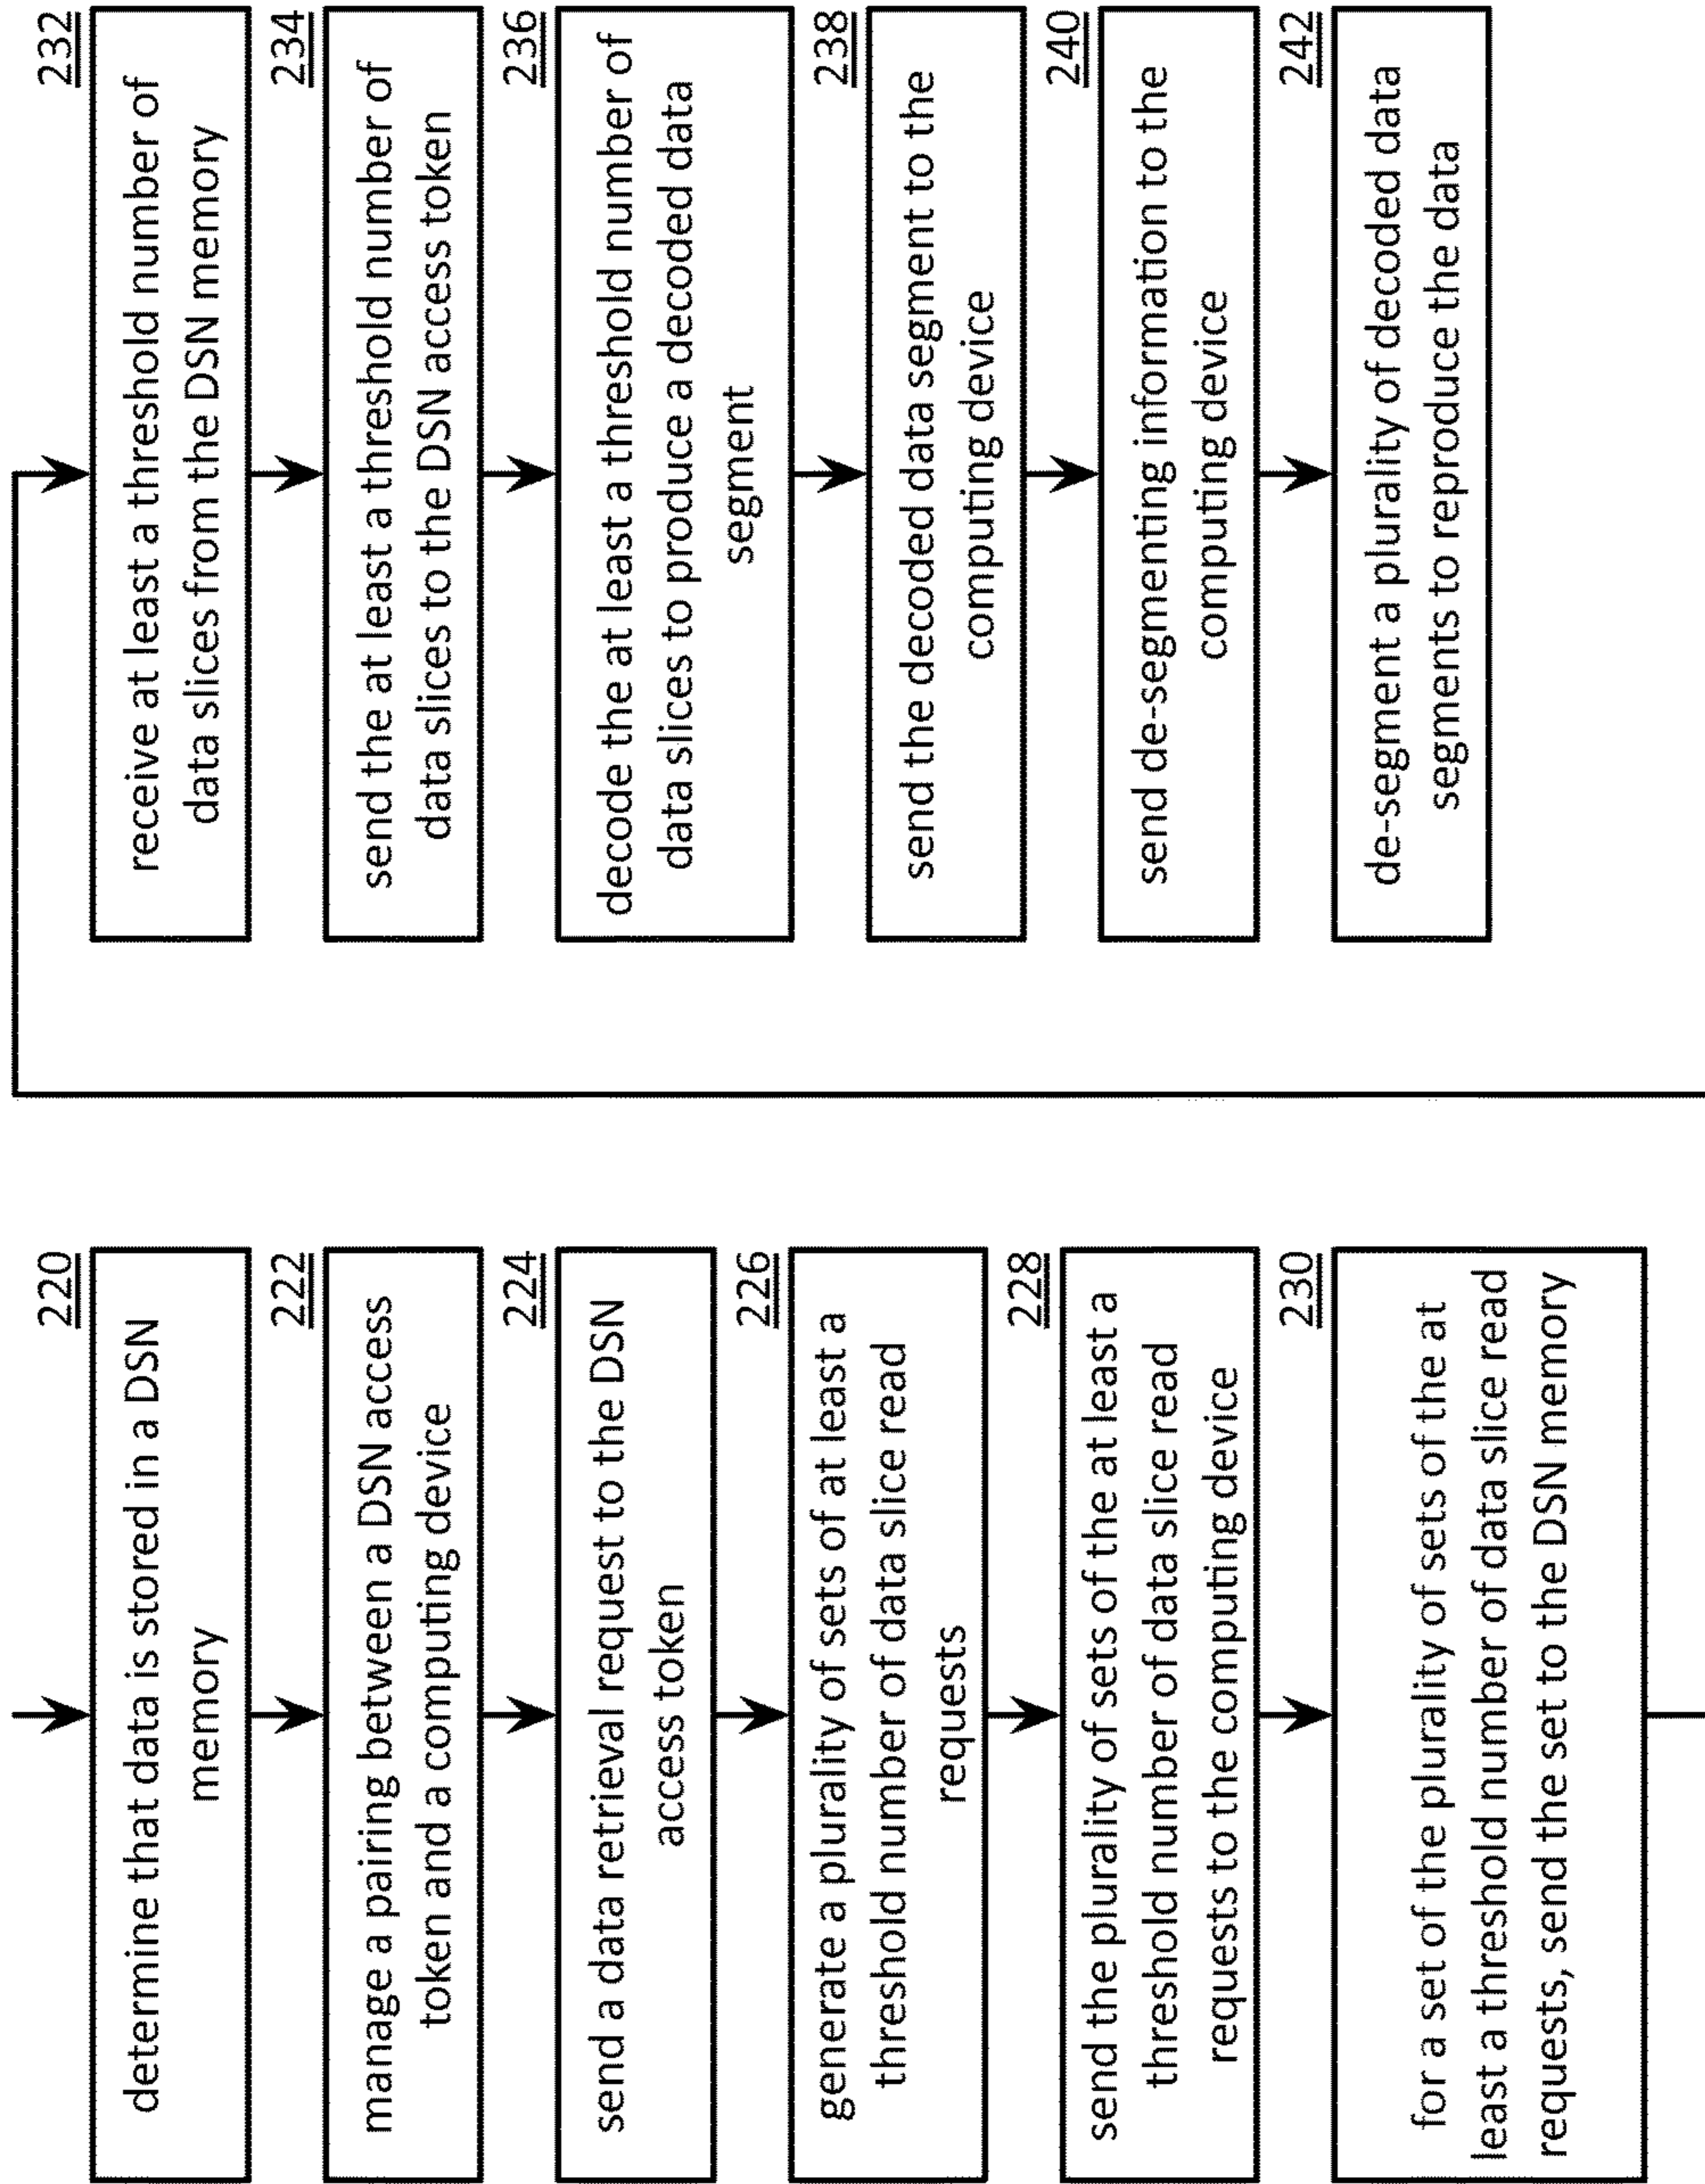 220
determine that data is stored in a DSN
memory
222
manage a pairing between a DSN access
token and a computing device
224
send a data retrieval request to the DSN
access token
226
generate a plurality of sets of at least a
threshold number of data slice read
requests
228
send the plurality of sets of the at least a
threshold number of data slice read
requests to the computing device
230
for a set of the plurality of sets of the at
least a threshold number of data slice read
requests, send the set to the DSN memory
232
receive at least a threshold number of
data slices from the DSN memory
234
send the at least a threshold number of
data slices to the DSN access token
236
decode the at least a threshold number of
data slices to produce a decoded data
segment
238
send the decoded data segment to the
computing device
240
send de-segmenting information to the
computing device
242
de-segment a plurality of decoded data
segments to reproduce the data